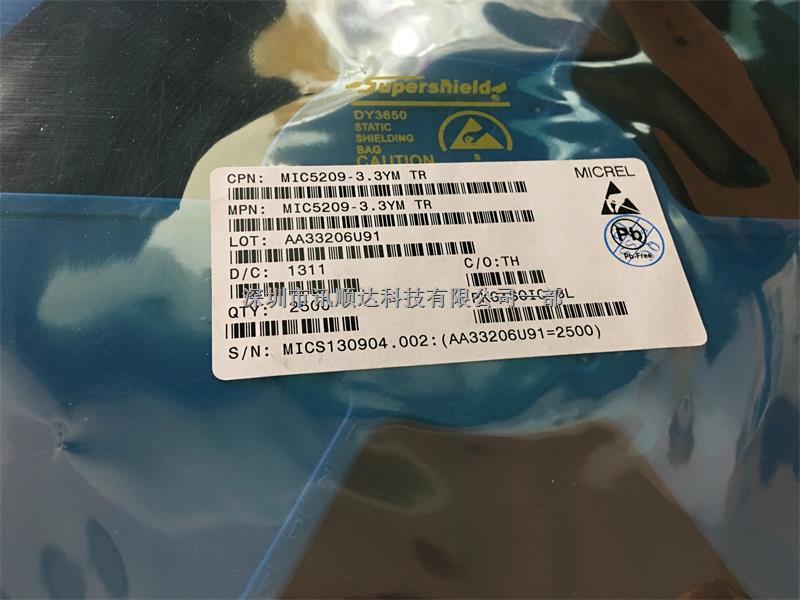 Supershield
DY3650
STATIC
SHIELDING
BAG
CAUTION
S
CPN: MIC5209-3.3YM TR
MICREL
MPN: MIC5209-3.3YM TR
LOT: AA33206U91
Pb
Pb-Free
D/C: 1311
C/O:TH
深圳市讯顺达科技有限公司一部
QTY: 2500
S/N: MICS130904.002:(AA33206U91=2500)